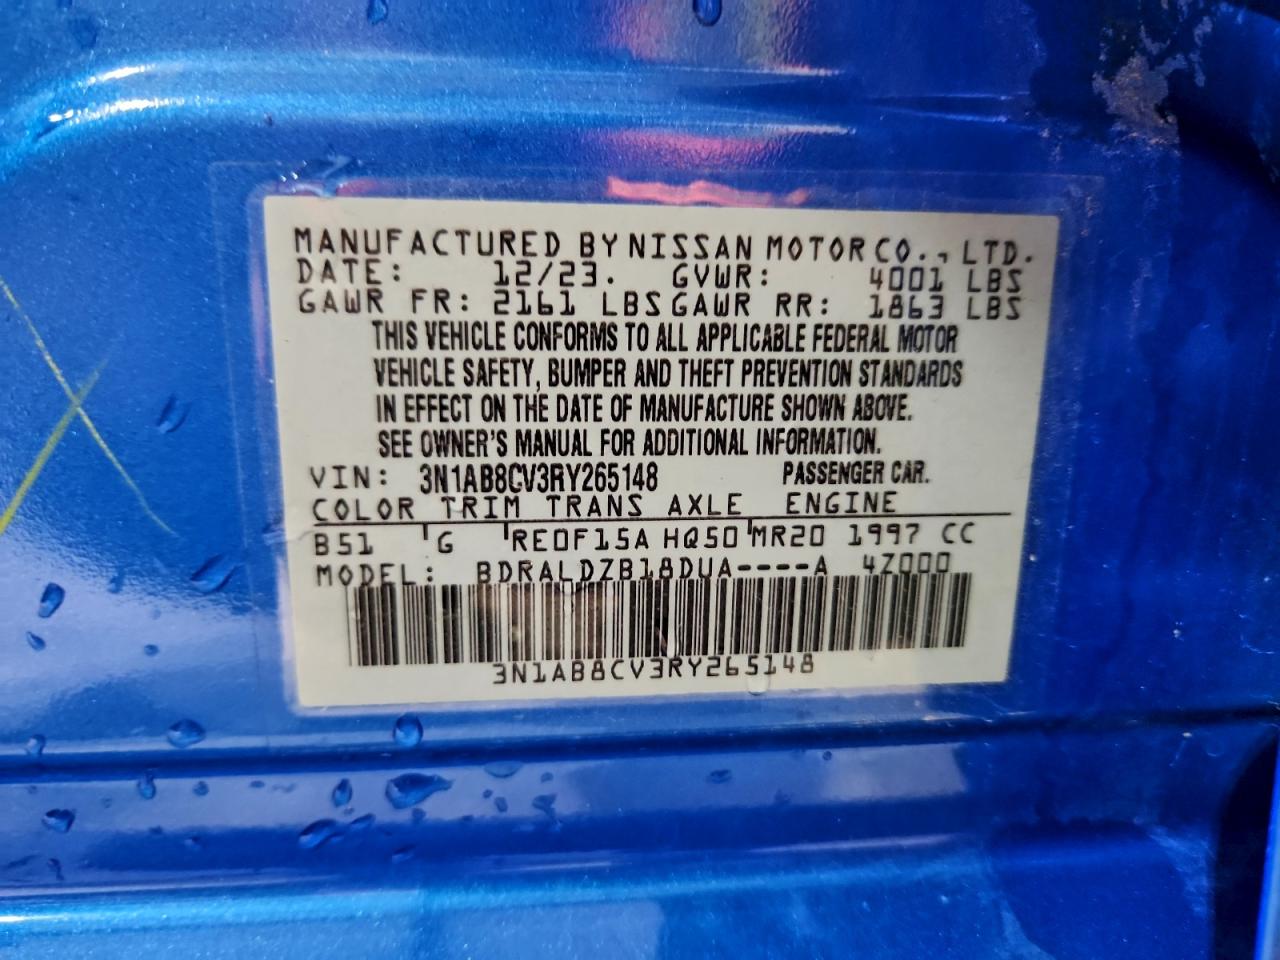 MANUFACTURED BY NISSAN MOTOR CO., LTD.
DATE: 12/23. GVWR: 4001 LBS
GAWR FR: 2161 LBS GAWR RR: 1863 LBS
THIS VEHICLE CONFORMS TO ALL APPLICABLE FEDERAL MOTOR
VEHICLE SAFETY, BUMPER AND THEFT PREVENTION STANDARDS
IN EFFECT ON THE DATE OF MANUFACTURE SHOWN ABOVE.
SEE OWNER'S MANUAL FOR ADDITIONAL INFORMATION.
VIN: 3N1AB8CV3RY265148 PASSENGER CAR.
COLOR TRIM TRANS AXLE ENGINE
B51 G RE0F15A HQ50 MR20 1997 CC
MODEL: BDRALDZB18DUA----A 4Z000
3N1AB8CV3RY265148